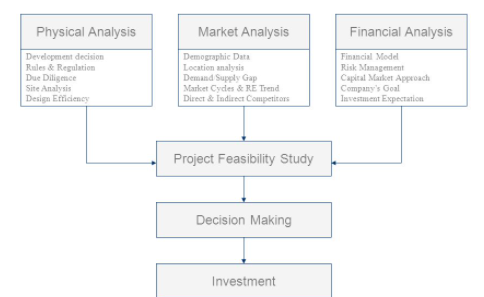 Physical Analysis
Development decision
Rules & Regulation
Due Diligence
Site Analysis
Design Efficiency
Market Analysis
Demographic Data
Location analysis
Demand/Supply Gap
Market Cycles & RE Trend
Direct & Indirect Competitors
Financial Analysis
Financial Model
Risk Management
Capital Market Approach
Company's Goal
Investment Expectation
Project Feasibility Study
Decision Making
Investment